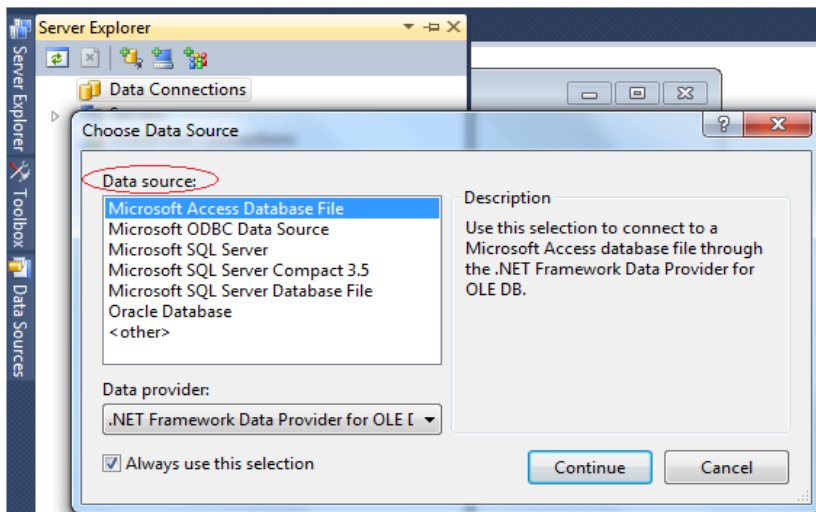 Server Explorer
Server Explorer
Toolbox
Data Sources
Data Connections
Choose Data Source
Data source:
Microsoft Access Database File
Microsoft ODBC Data Source
Microsoft SQL Server
Microsoft SQL Server Compact 3.5
Microsoft SQL Server Database File
Oracle Database
<other>
Description
Use this selection to connect to a
Microsoft Access database file through
the .NET Framework Data Provider for
OLE DB.
Data provider:
.NET Framework Data Provider for OLE
Always use this selection
Continue
Cancel